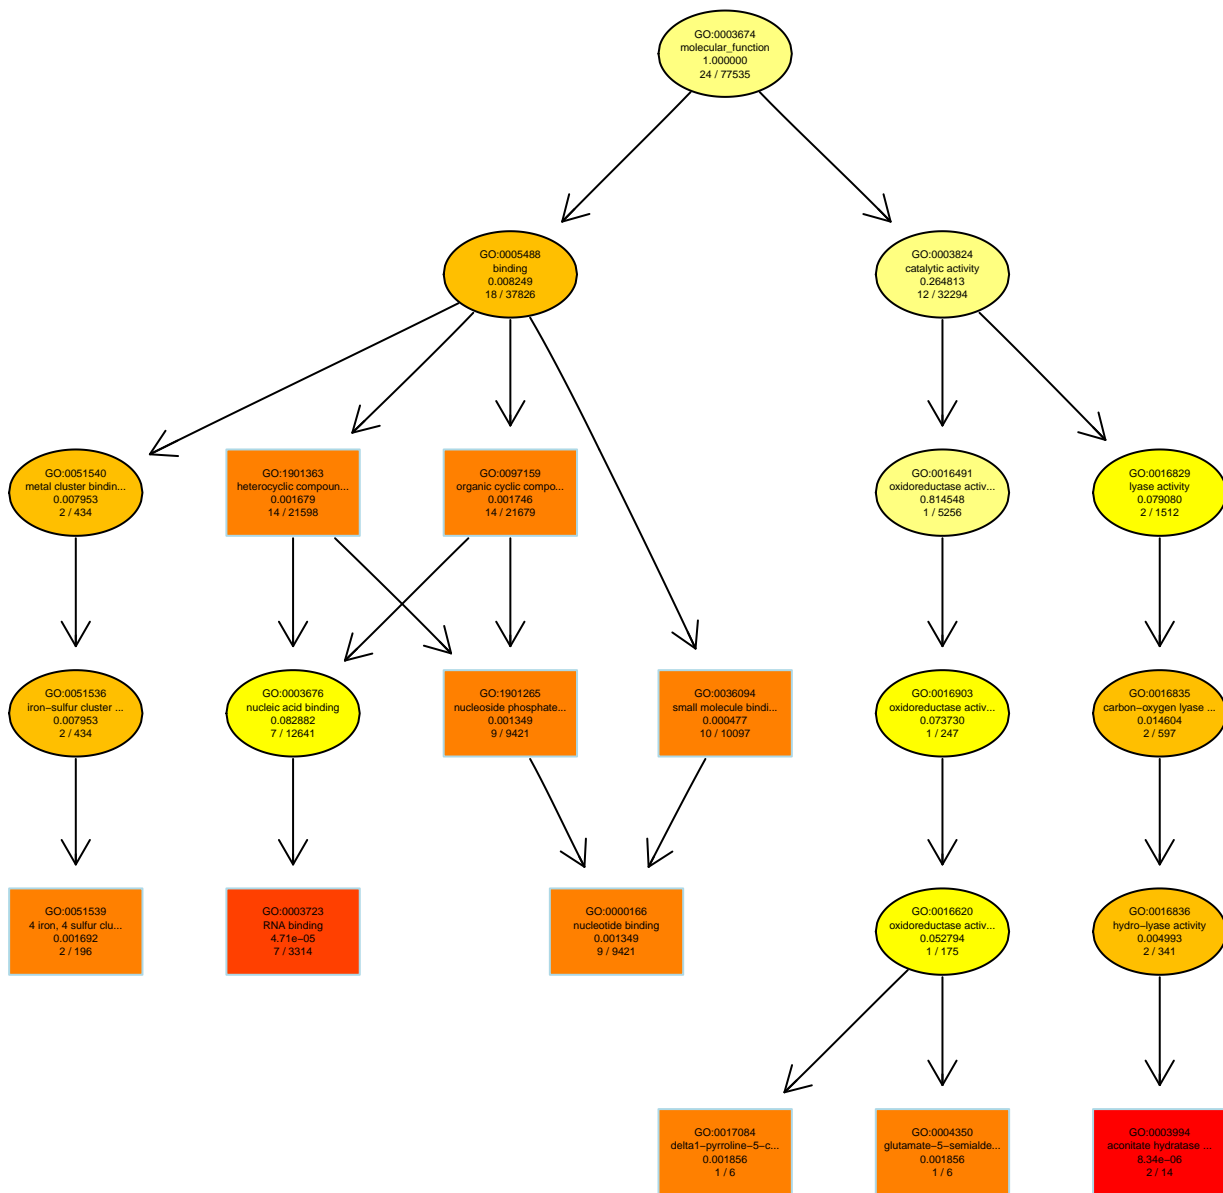 GO:0003674
molecular_function
1.000000
24 / 77535
GO:0005488
binding
0.008249
18 / 37826
GO:0003824
catalytic activity
0.264813
12 / 32294
GO:0051540
metal cluster bindin...
0.007953
2 / 434
GO:1901363
heterocyclic compoun...
0.001679
14 / 21598
GO:0097159
organic cyclic compo...
0.001746
14 / 21679
GO:0016491
oxidoreductase activ...
0.814548
1 / 5256
GO:0016829
lyase activity
0.079080
2 / 1512
GO:0051536
iron−sulfur cluster ...
0.007953
2 / 434
GO:0003676
nucleic acid binding
0.082882
7 / 12641
GO:1901265
nucleoside phosphate...
0.001349
9 / 9421
GO:0036094
small molecule bindi...
0.000477
10 / 10097
GO:0016903
oxidoreductase activ...
0.073730
1 / 247
GO:0016835
carbon−oxygen lyase ...
0.014604
2 / 597
GO:0051539
4 iron, 4 sulfur clu...
0.001692
2 / 196
GO:0003723
RNA binding
4.71e−05
7 / 3314
GO:0000166
nucleotide binding
0.001349
9 / 9421
GO:0016620
oxidoreductase activ...
0.052794
1 / 175
GO:0016836
hydro−lyase activity
0.004993
2 / 341
GO:0017084
delta1−pyrroline−5−c...
0.001856
1 / 6
GO:0004350
glutamate−5−semialde...
0.001856
1 / 6
GO:0003994
aconitate hydratase ...
8.34e−06
2 / 14